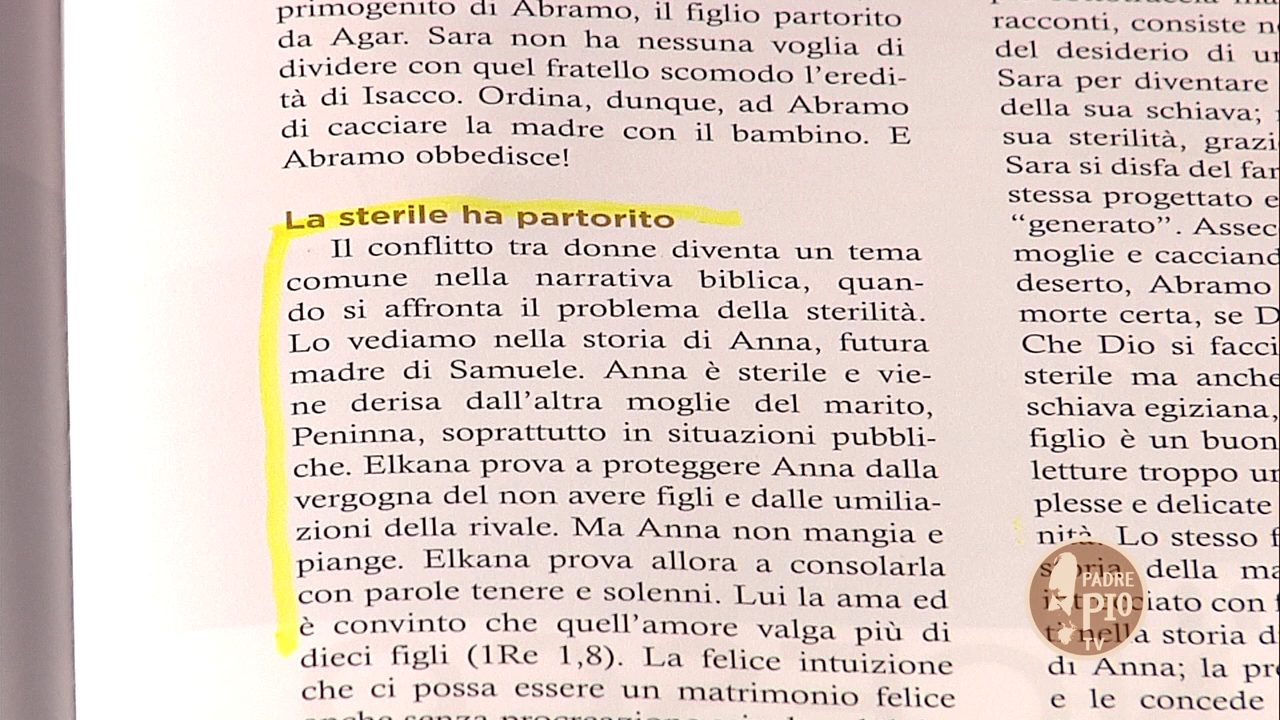 primogenito di Abramo, il figlio partorito
da Agar. Sara non ha nessuna voglia di
dividere con quel fratello scomodo l'eredi-
tà di Isacco. Ordina, dunque, ad Abramo
di cacciare la madre con il bambino. E
Abramo obbedisce!
La sterile ha partorito
Il conflitto tra donne diventa un tema
comune nella narrativa biblica, quan-
do si affronta il problema della sterilità.
Lo vediamo nella storia di Anna, futura
madre di Samuele. Anna è sterile e vie-
ne derisa dall'altra moglie del marito,
Peninna, soprattutto in situazioni pubbli-
che. Elkana prova a proteggere Anna dalla
vergogna del non avere figli e dalle umilia-
zioni della rivale. Ma Anna non mangia e
piange. Elkana prova allora a consolarla
con parole tenere e solenni. Lui la ama ed
è convinto che quell'amore valga più di
dieci figli (1Re 1,8). La felice intuizione
che ci possa essere un matrimonio felice
racconti, consiste
del desiderio di
Sara per diventare
della sua schiava;
sua sterilità,
Sara si disfa del
stessa progettato e
"generato".
moglie e
deserto, Abramo
morte certa, se
Che Dio si
sterile ma anche
schiava egiziana,
figlio è un
letture troppo
plesse e delicate
nità. Lo stesso
della
con
nella storia
di Anna; la
e le concede
PADRE
PIO
TV